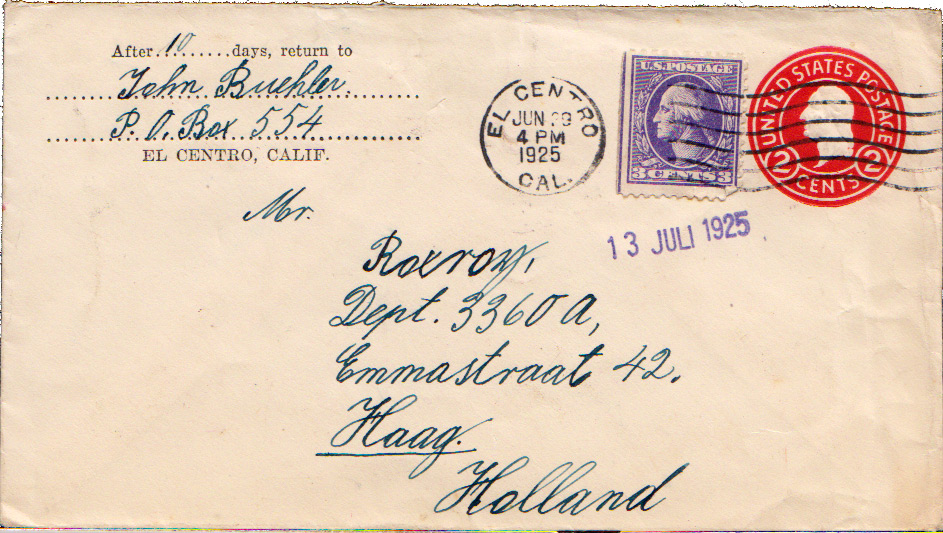 After 10 days, return to
John Buehler
P. O. Box 554
EL CENTRO, CALIF.
EL CENTRO
JUN
4 PM
1925
CAL.
U.S. POSTAGE
3 CENTS 3
UNITED STATES POSTAGE
2 CENTS 2
13 JULI 1925
Mr.
Roxroy,
Dept. 3360 A,
Emmastraat 42.
Haag.
Holland